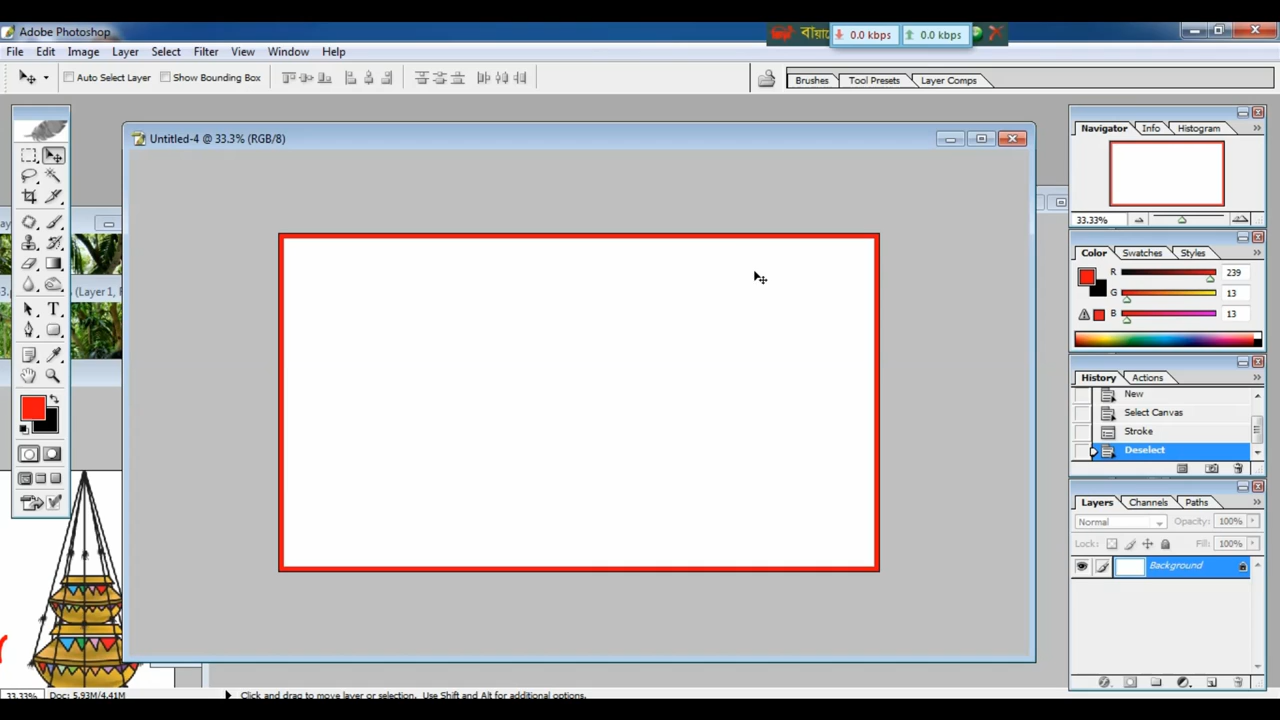 Adobe Photoshop
0.0 kbps 0.0 kbps
File Edit Image Layer Select Filter View Window Help
Auto Select Layer Show Bounding Box
Brushes Tool Presets Layer Comps
Untitled-4 @ 33.3% (RGB/8)
Navigator Info Histogram
33.33%
Color Swatches Styles
R 239
G 13
B 13
(Layer 1,
History Actions
New
Select Canvas
Stroke
Deselect
Layers Channels Paths
Normal Opacity: 100%
Lock: Fill: 100%
Background
33.33% Doc: 5.93M/4.41M Click and drag to move layer or selection. Use Shift and Alt for additional options.